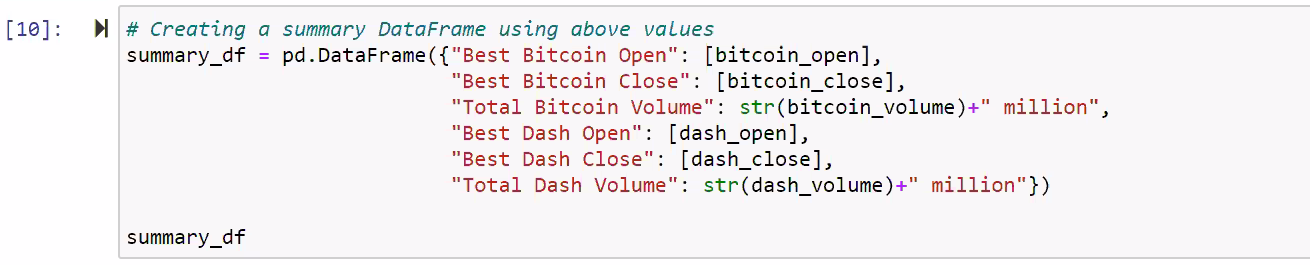 [10]: # Creating a summary DataFrame using above values
summary_df = pd.DataFrame({"Best Bitcoin Open": [bitcoin_open],
"Best Bitcoin Close": [bitcoin_close],
"Total Bitcoin Volume": str(bitcoin_volume)+" million",
"Best Dash Open": [dash_open],
"Best Dash Close": [dash_close],
"Total Dash Volume": str(dash_volume)+" million"})
summary_df